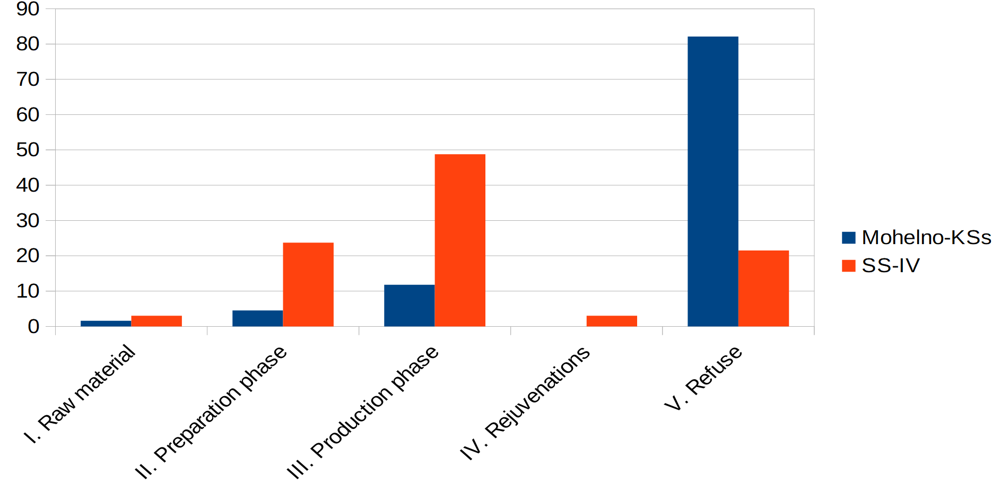 90
80
70
60
50
40
30
20
10
0
I. Raw material
II. Preparation phase
III. Production phase
IV. Rejuvenations
V. Refuse
Mohelno-KSs
SS-IV